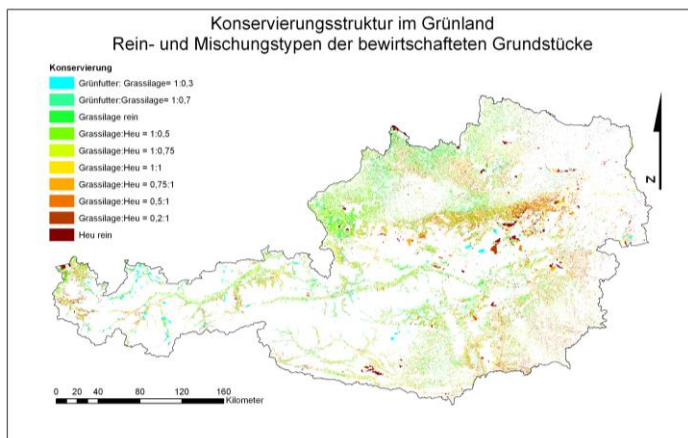 Konservierungsstruktur im Grünland
Rein- und Mischungstypen der bewirtschafteten Grundstücke
Konservierung
Grünfutter: Grassilage= 1:0,3
Grünfutter:Grassilage= 1:0,7
Grassilage rein
Grassilage:Heu = 1:0,5
Grassilage:Heu = 1:0,75
Grassilage:Heu = 1:1
Grassilage:Heu = 0,75:1
Grassilage:Heu = 0,5:1
Grassilage:Heu = 0,2:1
Heu rein
N
0 20 40 80 120 160
Kilometer